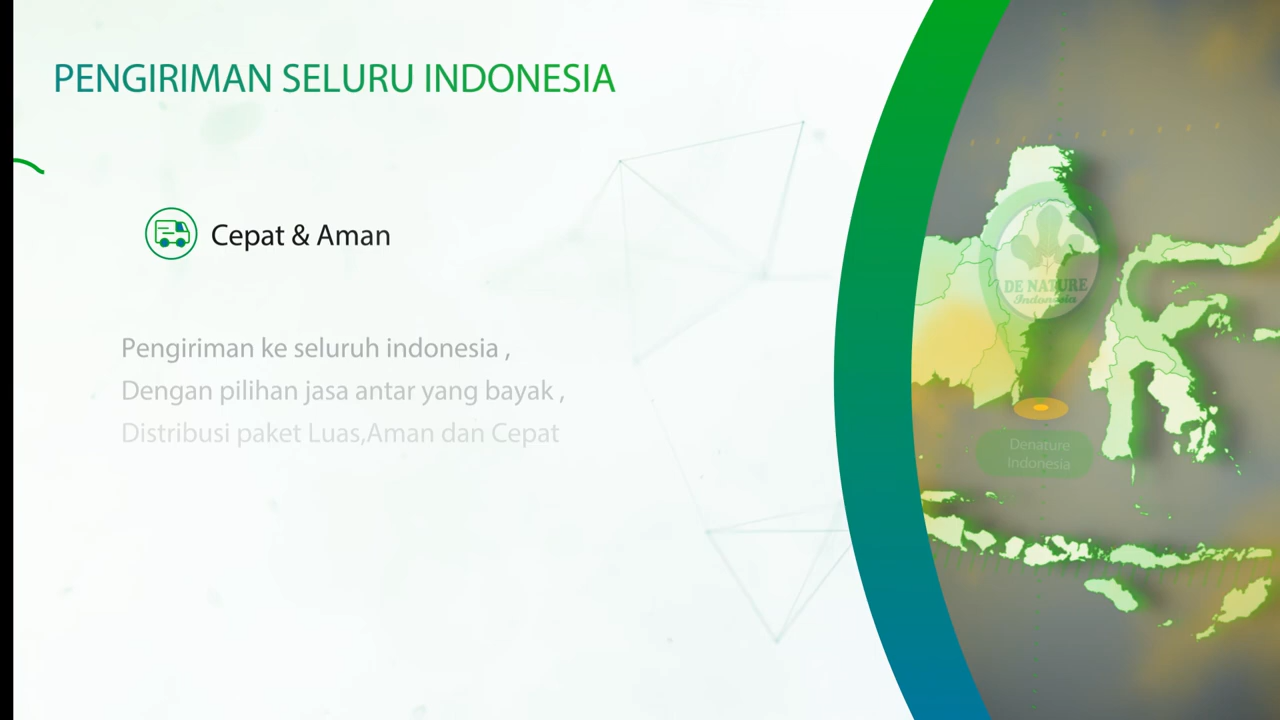 PENGIRIMAN SELURU INDONESIA
Cepat & Aman
Pengiriman ke seluruh indonesia ,
Dengan pilihan jasa antar yang bayak ,
Distribusi paket Luas,Aman dan Cepat
DE NATURE
Indonesia
Denature
Indonesia